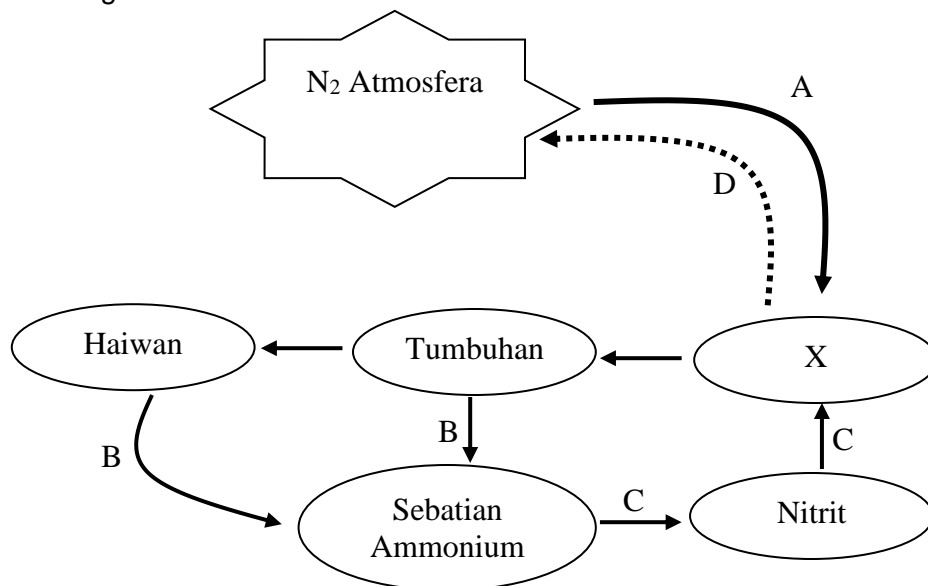 N₂ Atmosfera
A
D
Haiwan
Tumbuhan
X
B
B
C
Sebatian
Ammonium
C
Nitrit